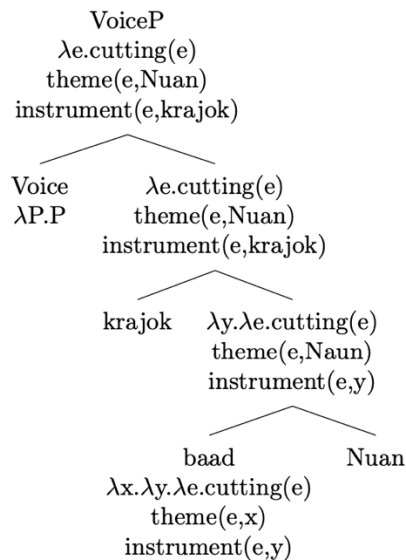 VoiceP
λe.cutting(e)
theme(e,Nuan)
instrument(e,krajok)
Voice
λP.P
λe.cutting(e)
theme(e,Nuan)
instrument(e,krajok)
krajok
λy.λe.cutting(e)
theme(e,Naun)
instrument(e,y)
baad
λx.λy.λe.cutting(e)
theme(e,x)
instrument(e,y)
Nuan